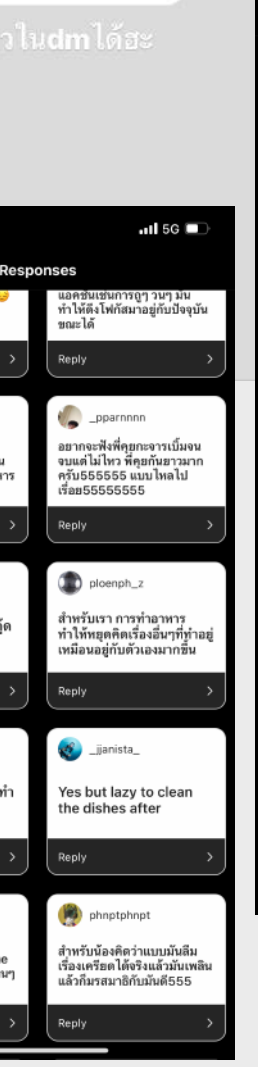 วในdmได้ฮะ
5G
Responses
แอคชั่นเช่นการถูๆ วนๆ มัน
ทำให้ดึงโฟกัสมาอยู่กับปัจจุบัน
ขณะได้
Reply
_pparnnnn
อยากจะฟังพี่คุยกะจารเบิ้มจน
จบแต่ไม่ไหว พี่คุยกันยาวมาก
ครับ555555 แบบไหลไป
เรื่อย55555555
Reply
ploenph_z
สำหรับเรา การทำอาหาร
ทำให้หยุดคิดเรื่องอื่นๆที่ทำอยู่
เหมือนอยู่กับตัวเองมากขึ้น
Reply
_jjanista_
Yes but lazy to clean
the dishes after
Reply
phnptphnpt
สำหรับน้องคิดว่าแบบมันลืม
เรื่องเครียดได้จริงแล้วมันเพลิน
แล้วก็มรสมาธิกับมันดี555
Reply